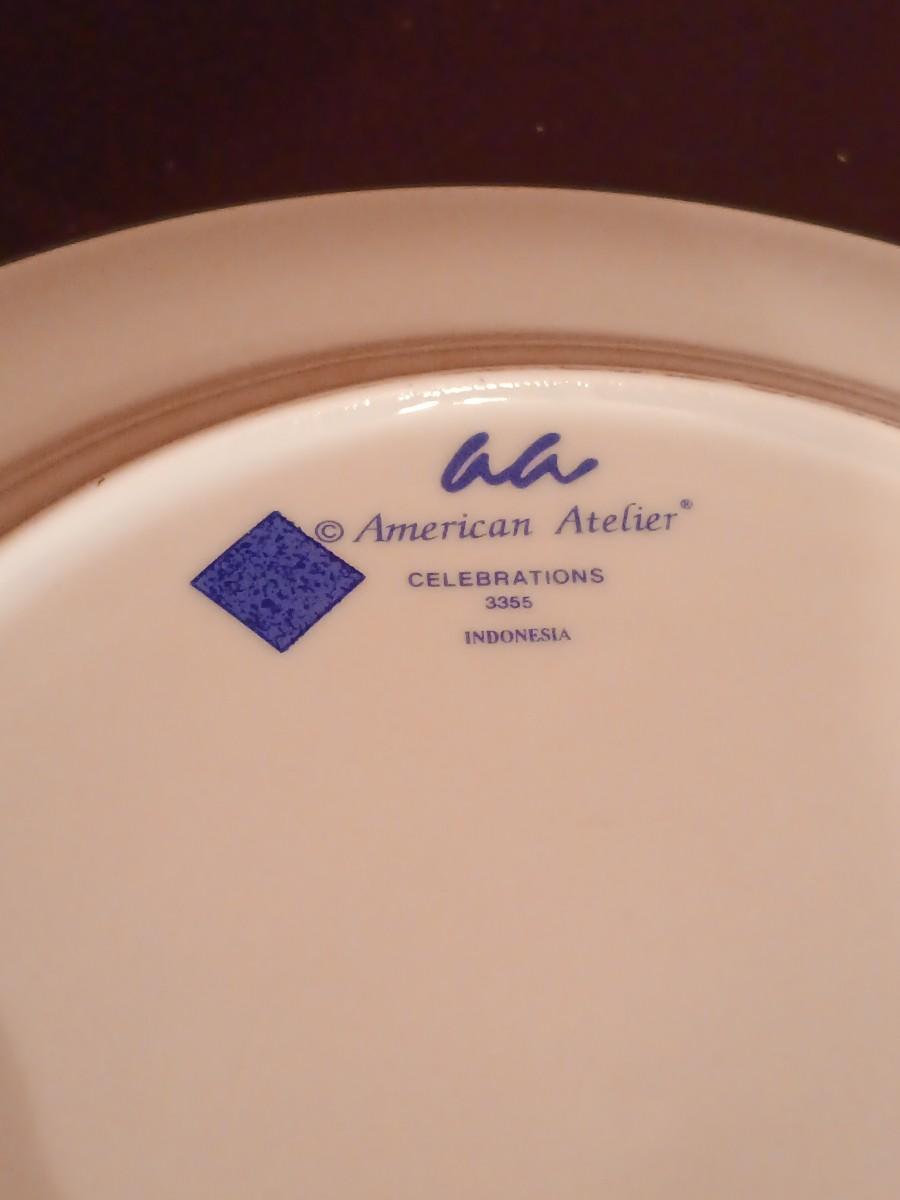 aa
© American Atelier®
CELEBRATIONS
3355
INDONESIA